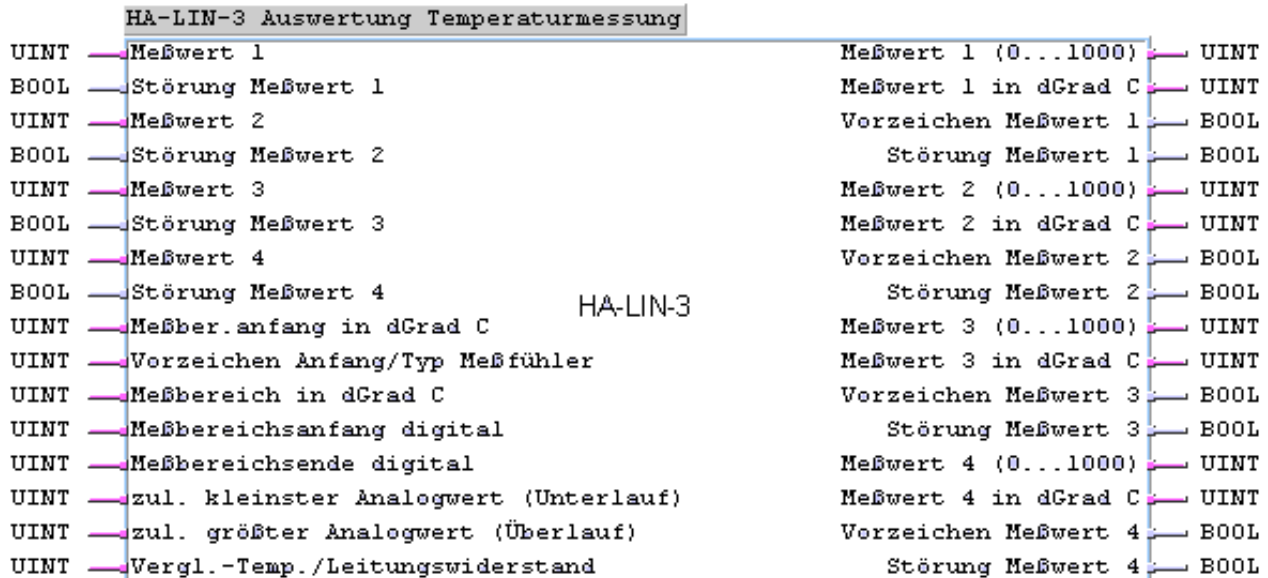 HA-LIN-3 Auswertung Temperaturmessung
UINT Meßwert 1 Meßwert 1 (0...1000) UINT
BOOL Störung Meßwert 1 Meßwert 1 in dGrad C UINT
UINT Meßwert 2 Vorzeichen Meßwert 1 BOOL
BOOL Störung Meßwert 2 Störung Meßwert 1 BOOL
UINT Meßwert 3 Meßwert 2 (0...1000) UINT
BOOL Störung Meßwert 3 Meßwert 2 in dGrad C UINT
UINT Meßwert 4 Vorzeichen Meßwert 2 BOOL
BOOL Störung Meßwert 4 HA-LIN-3 Störung Meßwert 2 BOOL
UINT Meßber.anfang in dGrad C Meßwert 3 (0...1000) UINT
UINT Vorzeichen Anfang/Typ Meßfühler Meßwert 3 in dGrad C UINT
UINT Meßbereich in dGrad C Vorzeichen Meßwert 3 BOOL
UINT Meßbereichsanfang digital Störung Meßwert 3 BOOL
UINT Meßbereichsende digital Meßwert 4 (0...1000) UINT
UINT zul. kleinster Analogwert (Unterlauf) Meßwert 4 in dGrad C UINT
UINT zul. größter Analogwert (Überlauf) Vorzeichen Meßwert 4 BOOL
UINT Vergl.-Temp./Leitungswiderstand Störung Meßwert 4 BOOL